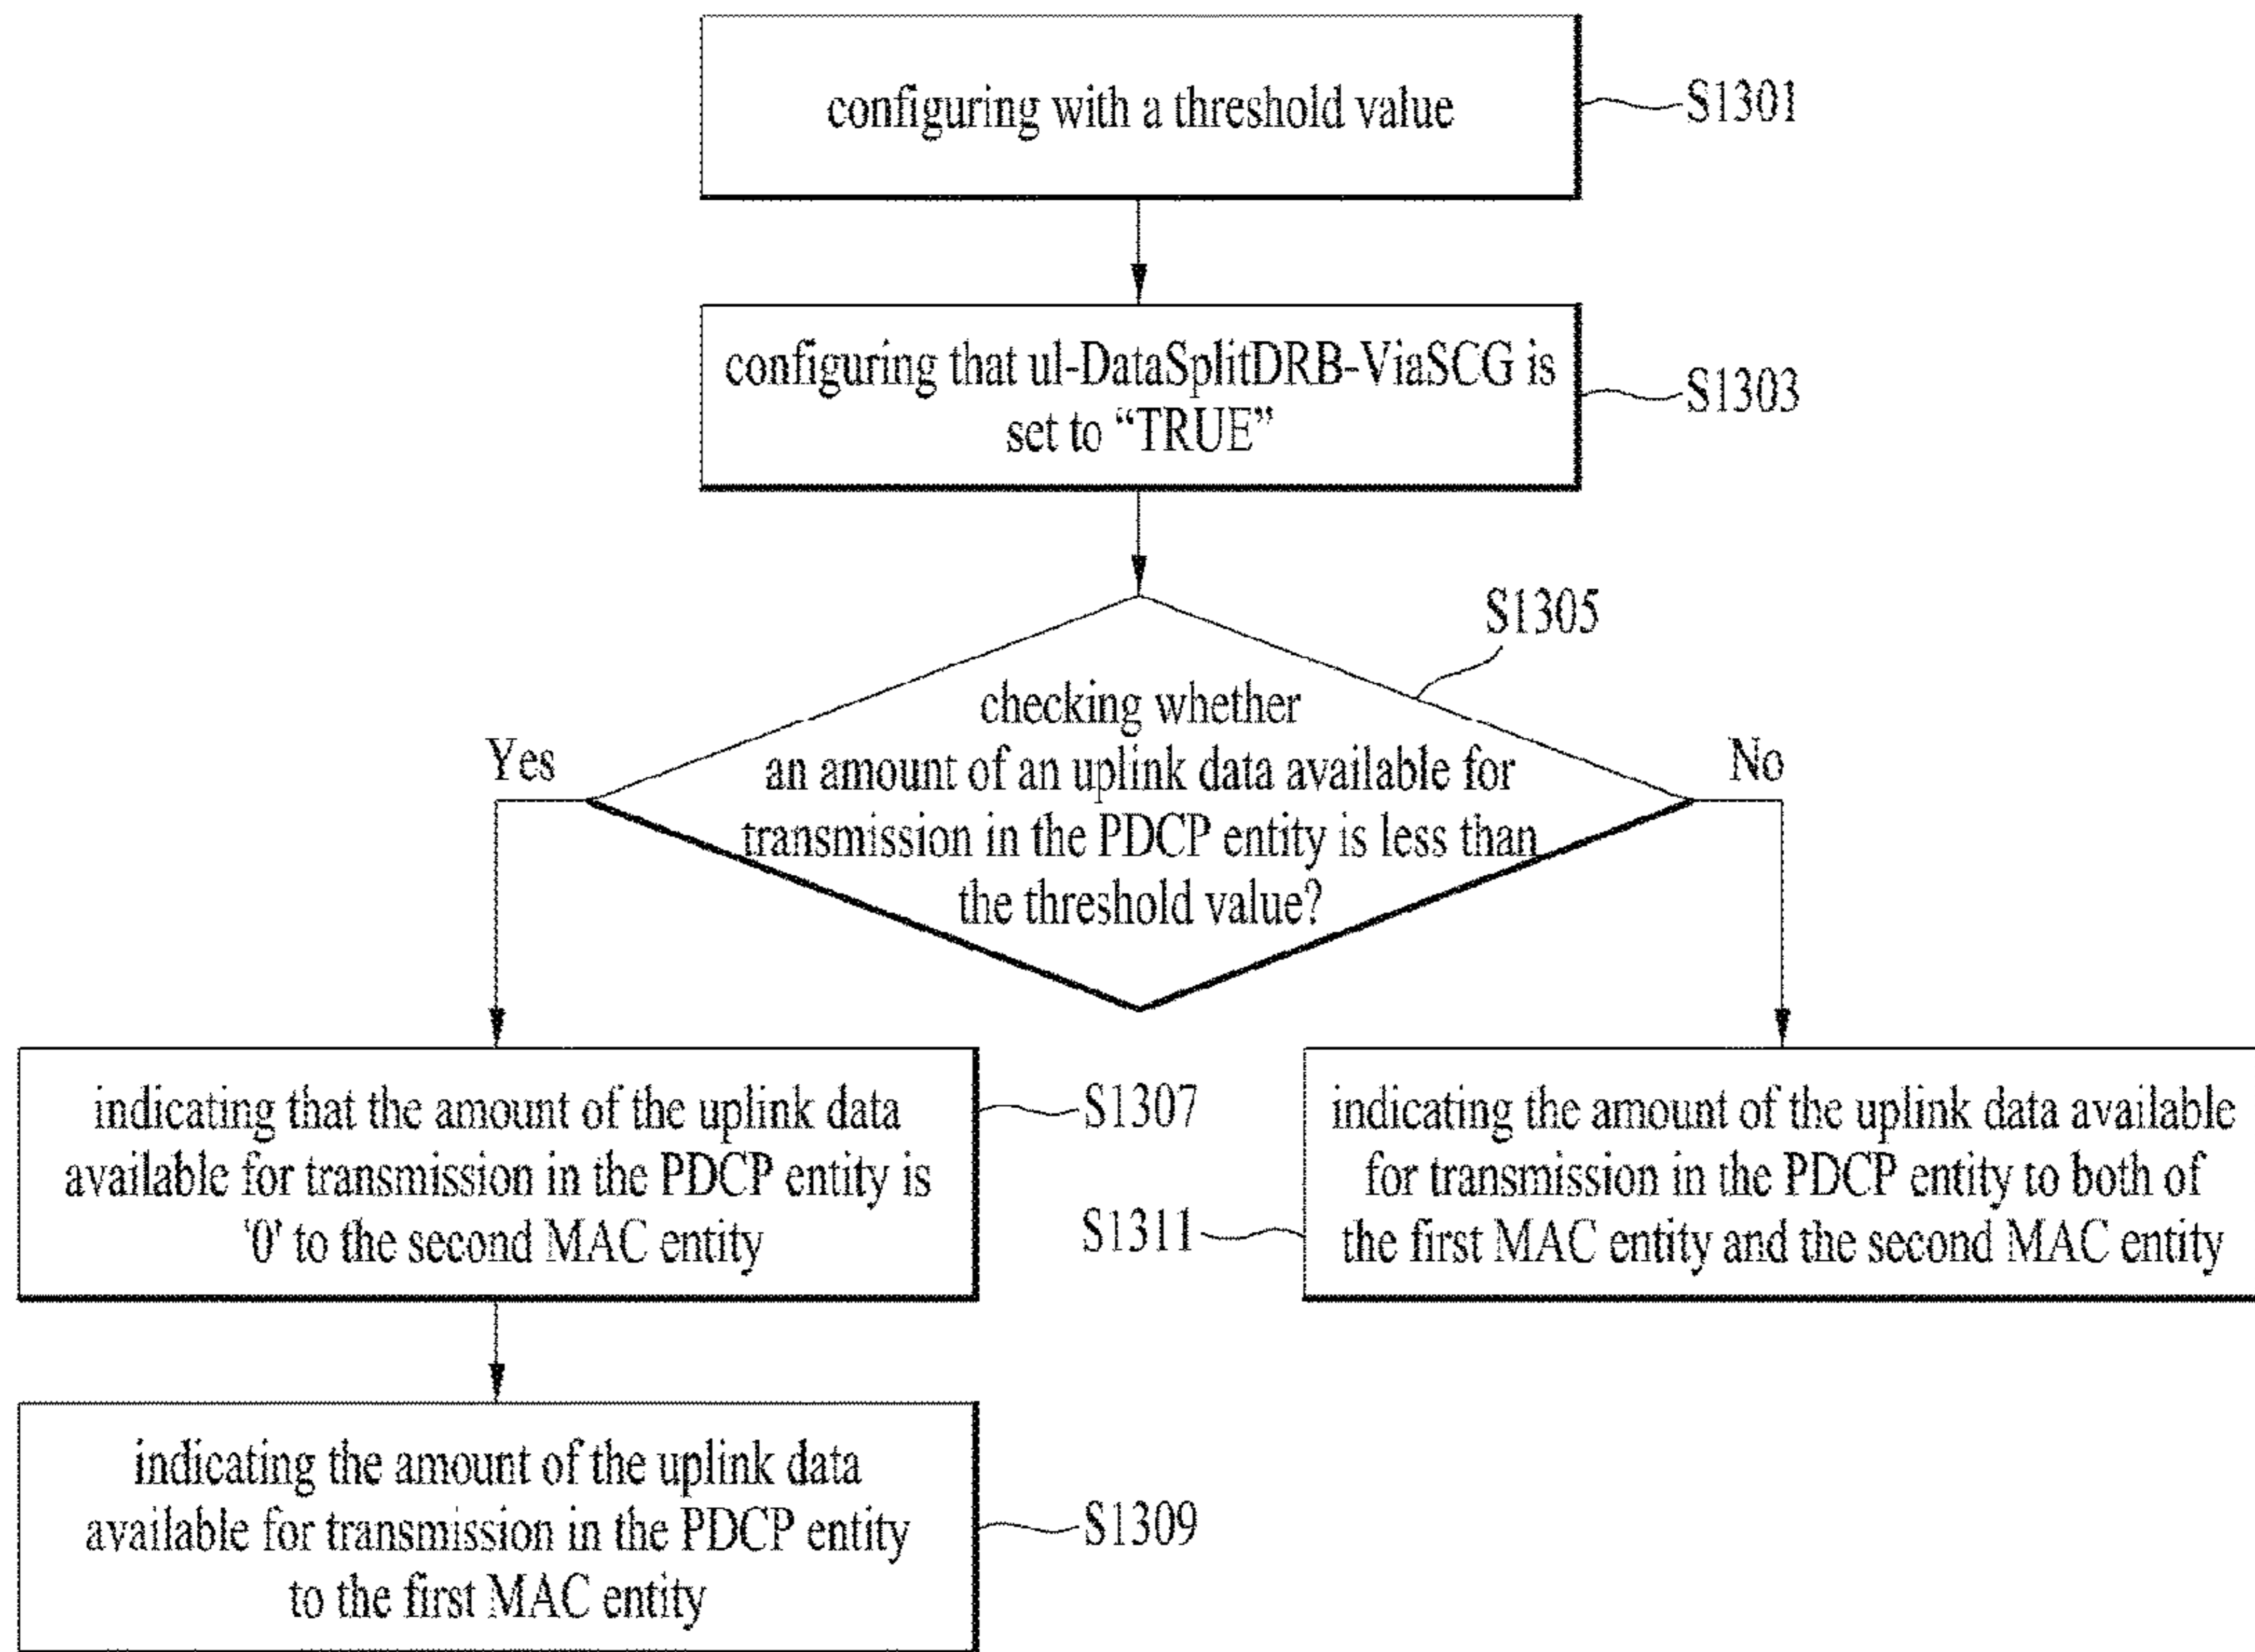 configuring with a threshold value
S1301
configuring that ul-DataSplitDRB-ViaSCG is
set to “TRUE”
S1303
S1305
checking whether
an amount of an uplink data available for
transmission in the PDCP entity is less than
the threshold value?
Yes
No
indicating that the amount of the uplink data
available for transmission in the PDCP entity is
'0' to the second MAC entity
S1307
indicating the amount of the uplink data available
for transmission in the PDCP entity to both of
the first MAC entity and the second MAC entity
S1311
indicating the amount of the uplink data
available for transmission in the PDCP entity
to the first MAC entity
S1309